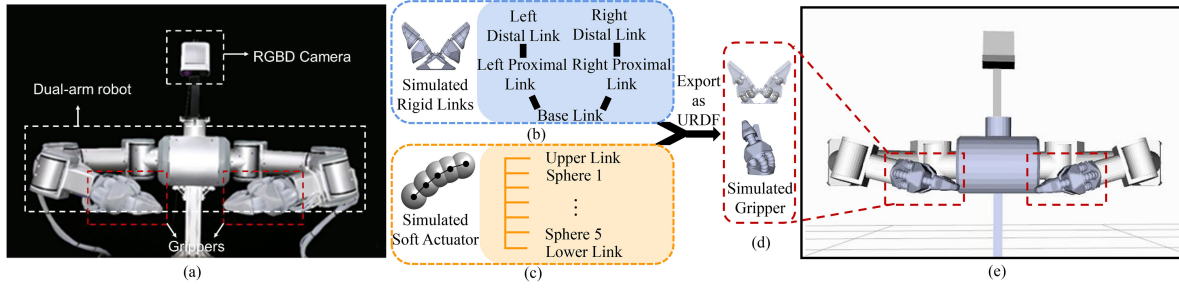 RGBD Camera
Dual-arm robot
Grippers
(a)
Simulated
Rigid Links
Left
Distal Link
Right
Distal Link
Left Proximal
Link
Right Proximal
Link
Base Link
(b)
Simulated
Soft Actuator
Upper Link
Sphere 1
⋮
Sphere 5
Lower Link
(c)
Export
as
URDF
Simulated
Gripper
(d)
(e)